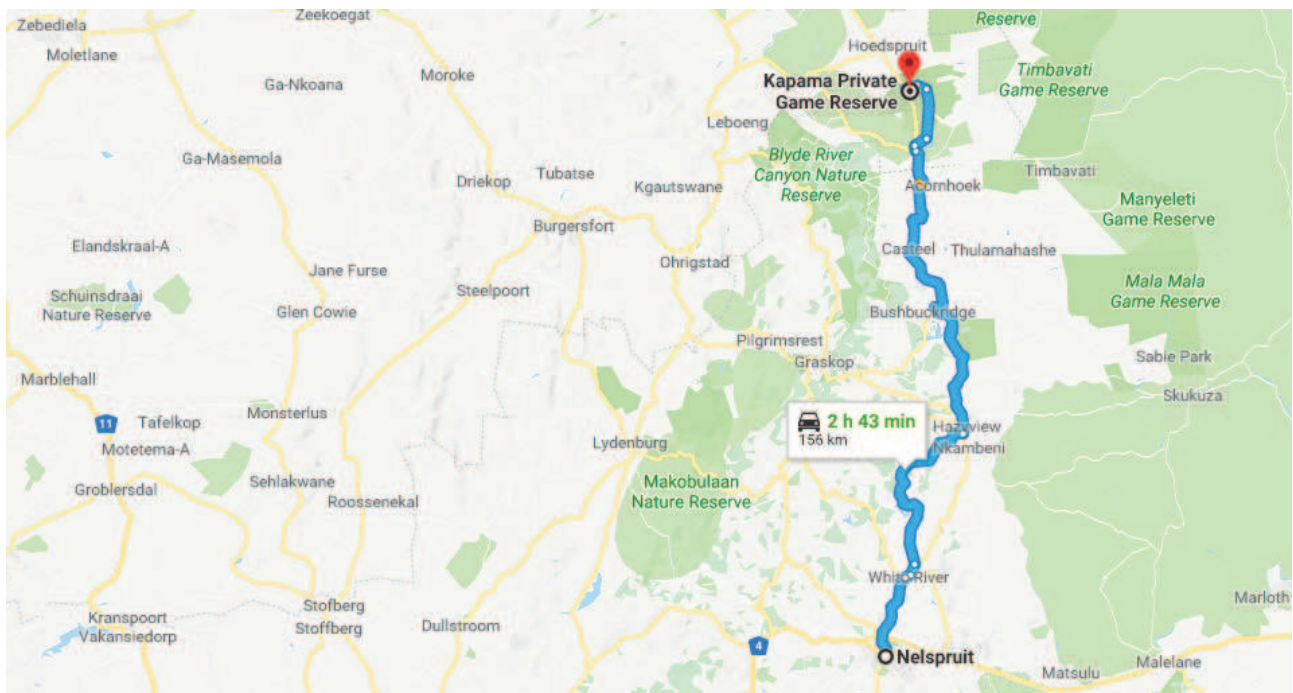 Zeekoegat
Reserve
Zebediela
Hoedspruit
Moletlane
Moroke
Timbavati
Game Reserve
Kapama Private
Game Reserve
Ga-Nkoana
Leboeng
Ga-Masemola
Blyde River
Canyon Nature
Reserve
Tubatse
Driekop
Kgautswane
Acornhoek
Timbavati
Manyeleti
Game Reserve
Burgersfort
Elandskraal-A
Casteel
Thulamahashe
Ohrigstad
Jane Furse
Steelpoort
Mala Mala
Game Reserve
Schuinsdraai
Nature Reserve
Glen Cowie
Bushbuckridge
Pilgrimsrest
Graskop
Sabie Park
Marblehall
Skukuza
Monsterlus
11
Tafelkop
2 h 43 min
156 km
Hazyview
Nkambeni
Motetema-A
Lydenburg
Sehlakwane
Makobulaan
Nature Reserve
Groblersdal
Roossenekal
White River
Marloth
Stofberg
Stoffberg
Kranspoort
Vakansiedorp
Dullstroom
4
Nelspruit
Matsulu
Malelane